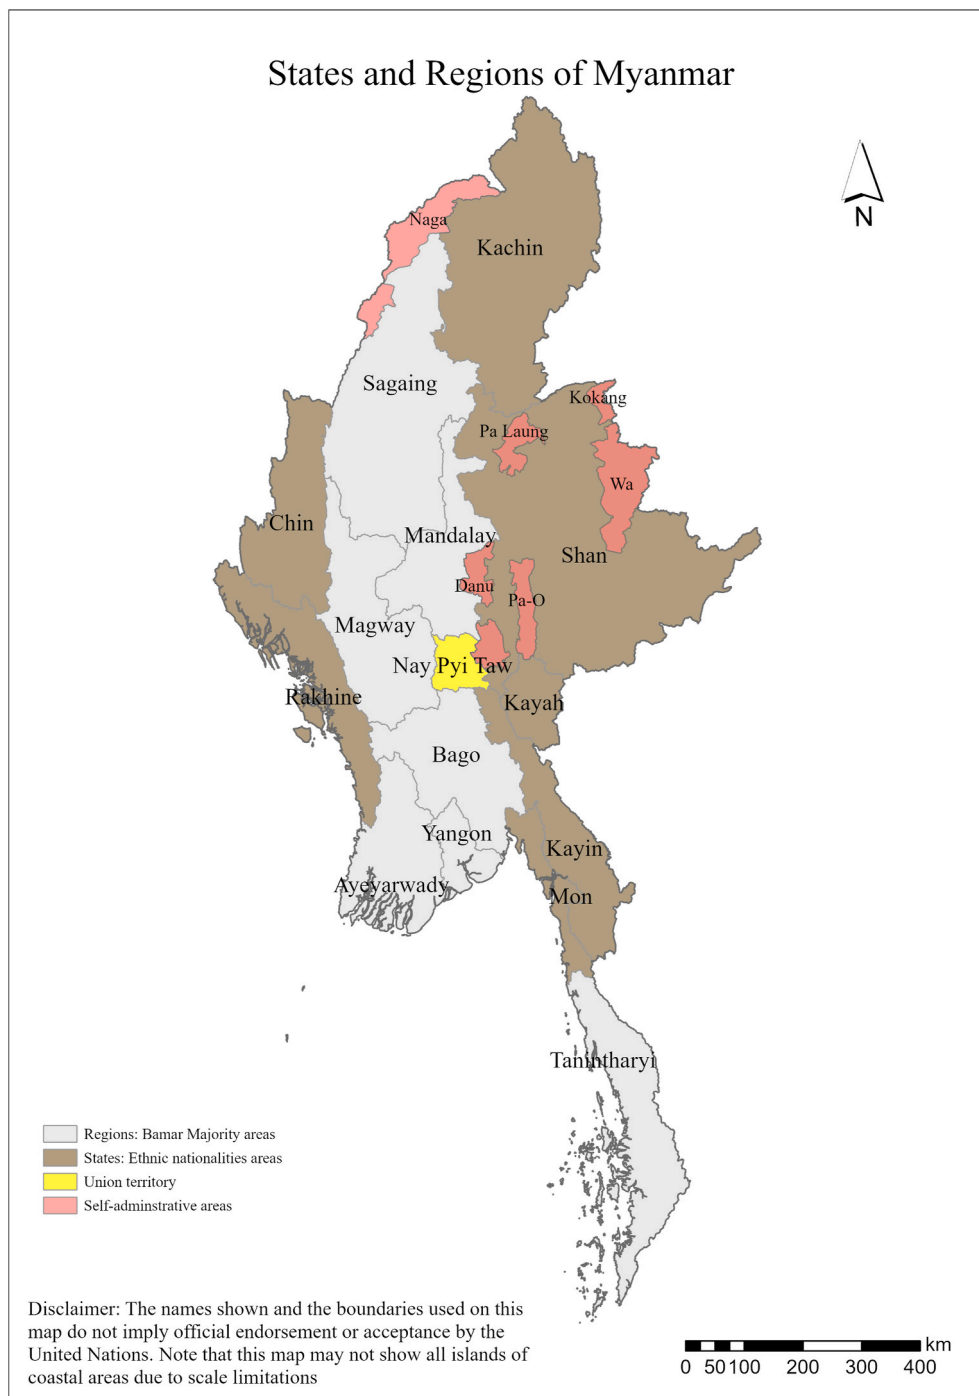 States and Regions of Myanmar
N
Naga
Kachin
Sagaing
Kokang
Pa Laung
Wa
Chin
Mandalay
Shan
Danu
Pa-O
Magway
Nay Pyi Taw
Rakhine
Kayah
Bago
Yangon
Kayin
Ayeyarwady
Mon
Tanintharyi
Regions: Bamar Majority areas
States: Ethnic nationalities areas
Union territory
Self-adminstrative areas
Disclaimer: The names shown and the boundaries used on this
map do not imply official endorsement or acceptance by the
United Nations. Note that this map may not show all islands of
coastal areas due to scale limitations
km
0 50 100 200 300 400